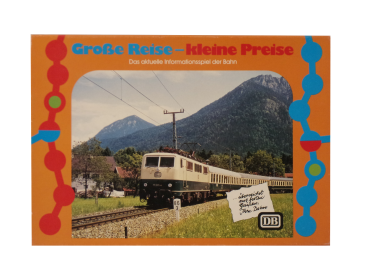 Große Reise – kleine Preise
Das aktuelle Informationsspiel der Bahn
DB